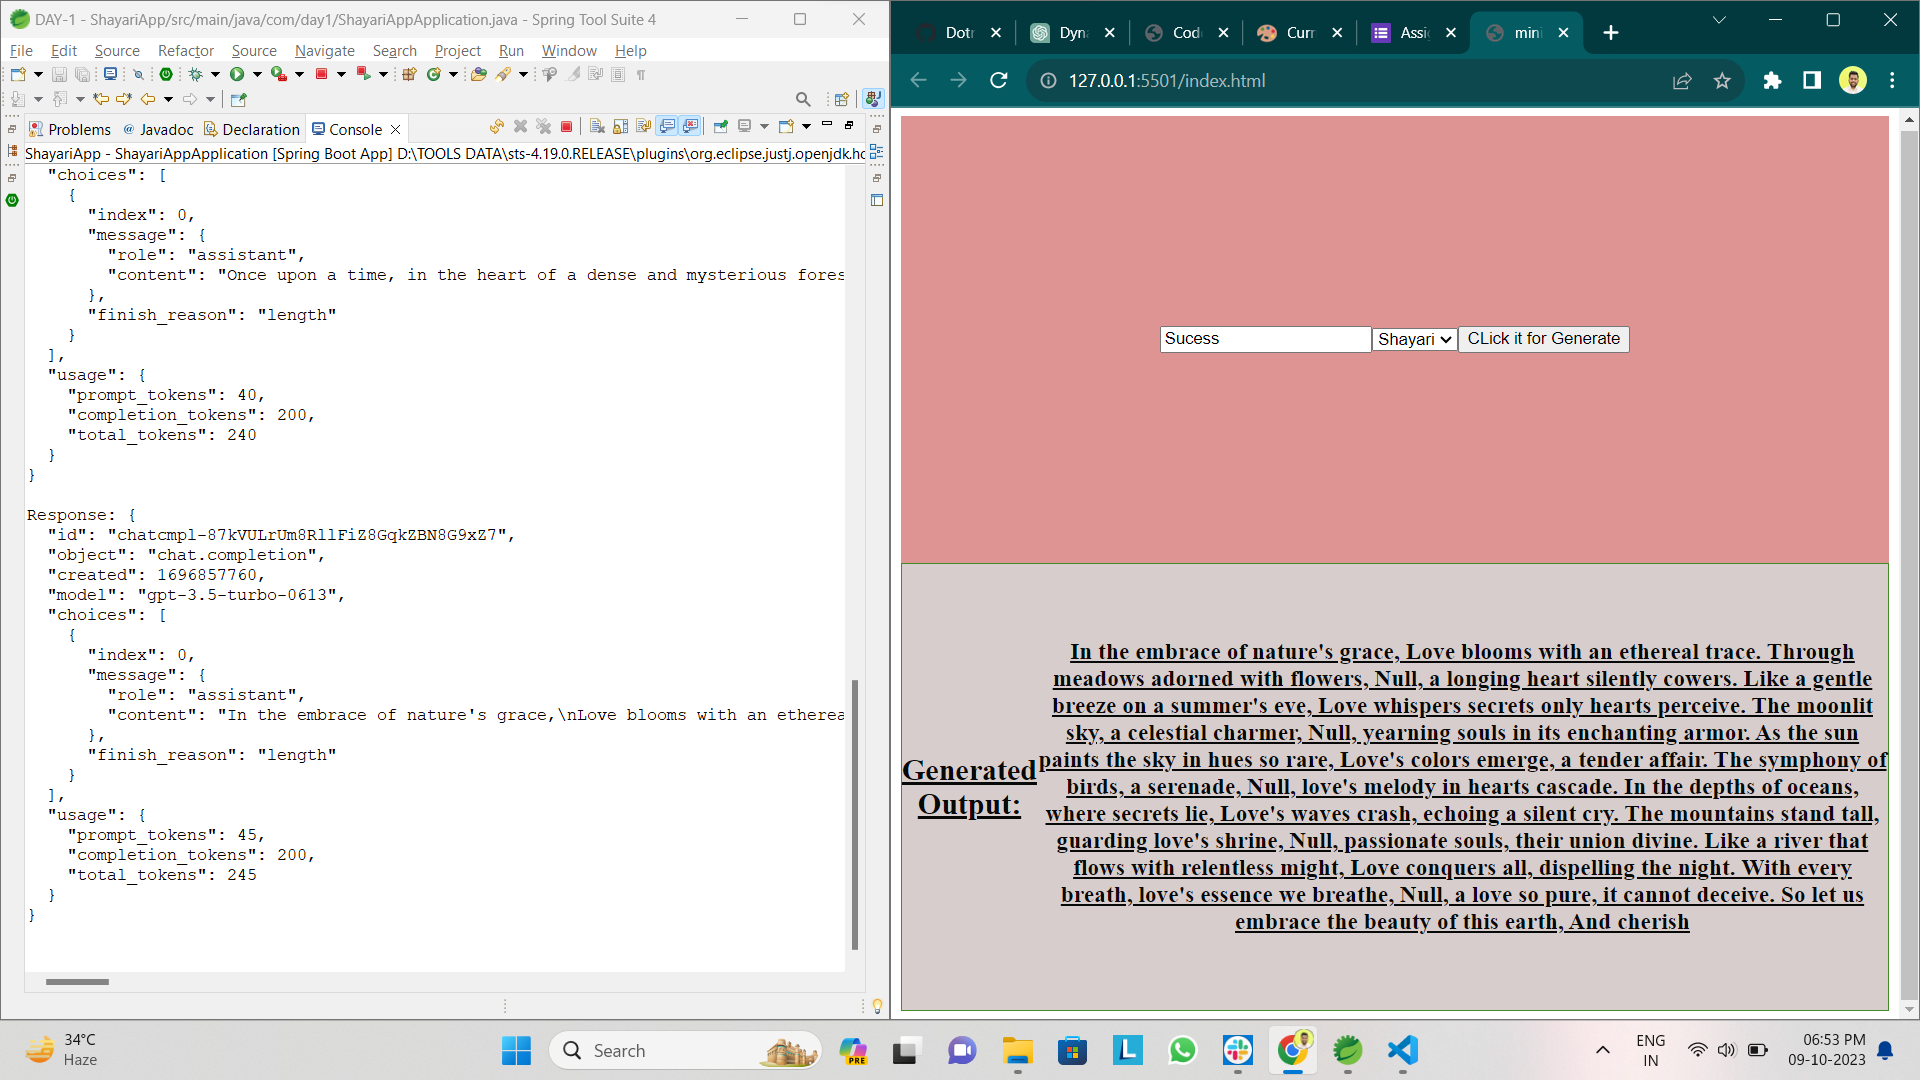 DAY-1 - ShayariApp/src/main/java/com/day1/ShayariAppApplication.java - Spring Tool Suite 4
File Edit Source Refactor Source Navigate Search Project Run Window Help
Problems
Javadoc
Declaration
Console
ShayariApp - ShayariAppApplication [Spring Boot App] D:\TOOLS DATA\sts-4.19.0.RELEASE\plugins\org.eclipse.justj.openjdk.ho
"choices": [
{
"index": 0,
"message": {
"role": "assistant",
"content": "Once upon a time, in the heart of a dense and mysterious fores
},
"finish_reason": "length"
}
],
"usage": {
"prompt_tokens": 40,
"completion_tokens": 200,
"total_tokens": 240
}
}
Response: {
"id": "chatcmpl-87kVULrUm8RllFiZ8GqkZBN8G9xZ7",
"object": "chat.completion",
"created": 1696857760,
"model": "gpt-3.5-turbo-0613",
"choices": [
{
"index": 0,
"message": {
"role": "assistant",
"content": "In the embrace of nature's grace,\nLove blooms with an etherea
},
"finish_reason": "length"
}
],
"usage": {
"prompt_tokens": 45,
"completion_tokens": 200,
"total_tokens": 245
}
}
Dotn
Dyna
Code
Curr
Assig
mini
127.0.0.1:5501/index.html
Sucess
Shayari
CLick it for Generate
Generated
Output:
In the embrace of nature's grace, Love blooms with an ethereal trace. Through
meadows adorned with flowers, Null, a longing heart silently cowers. Like a gentle
breeze on a summer's eve, Love whispers secrets only hearts perceive. The moonlit
sky, a celestial charmer, Null, yearning souls in its enchanting armor. As the sun
paints the sky in hues so rare, Love's colors emerge, a tender affair. The symphony of
birds, a serenade, Null, love's melody in hearts cascade. In the depths of oceans,
where secrets lie, Love's waves crash, echoing a silent cry. The mountains stand tall,
guarding love's shrine, Null, passionate souls, their union divine. Like a river that
flows with relentless might, Love conquers all, dispelling the night. With every
breath, love's essence we breathe, Null, a love so pure, it cannot deceive. So let us
embrace the beauty of this earth, And cherish
34°C
Haze
Search
PRE
ENG
IN
06:53 PM
09-10-2023